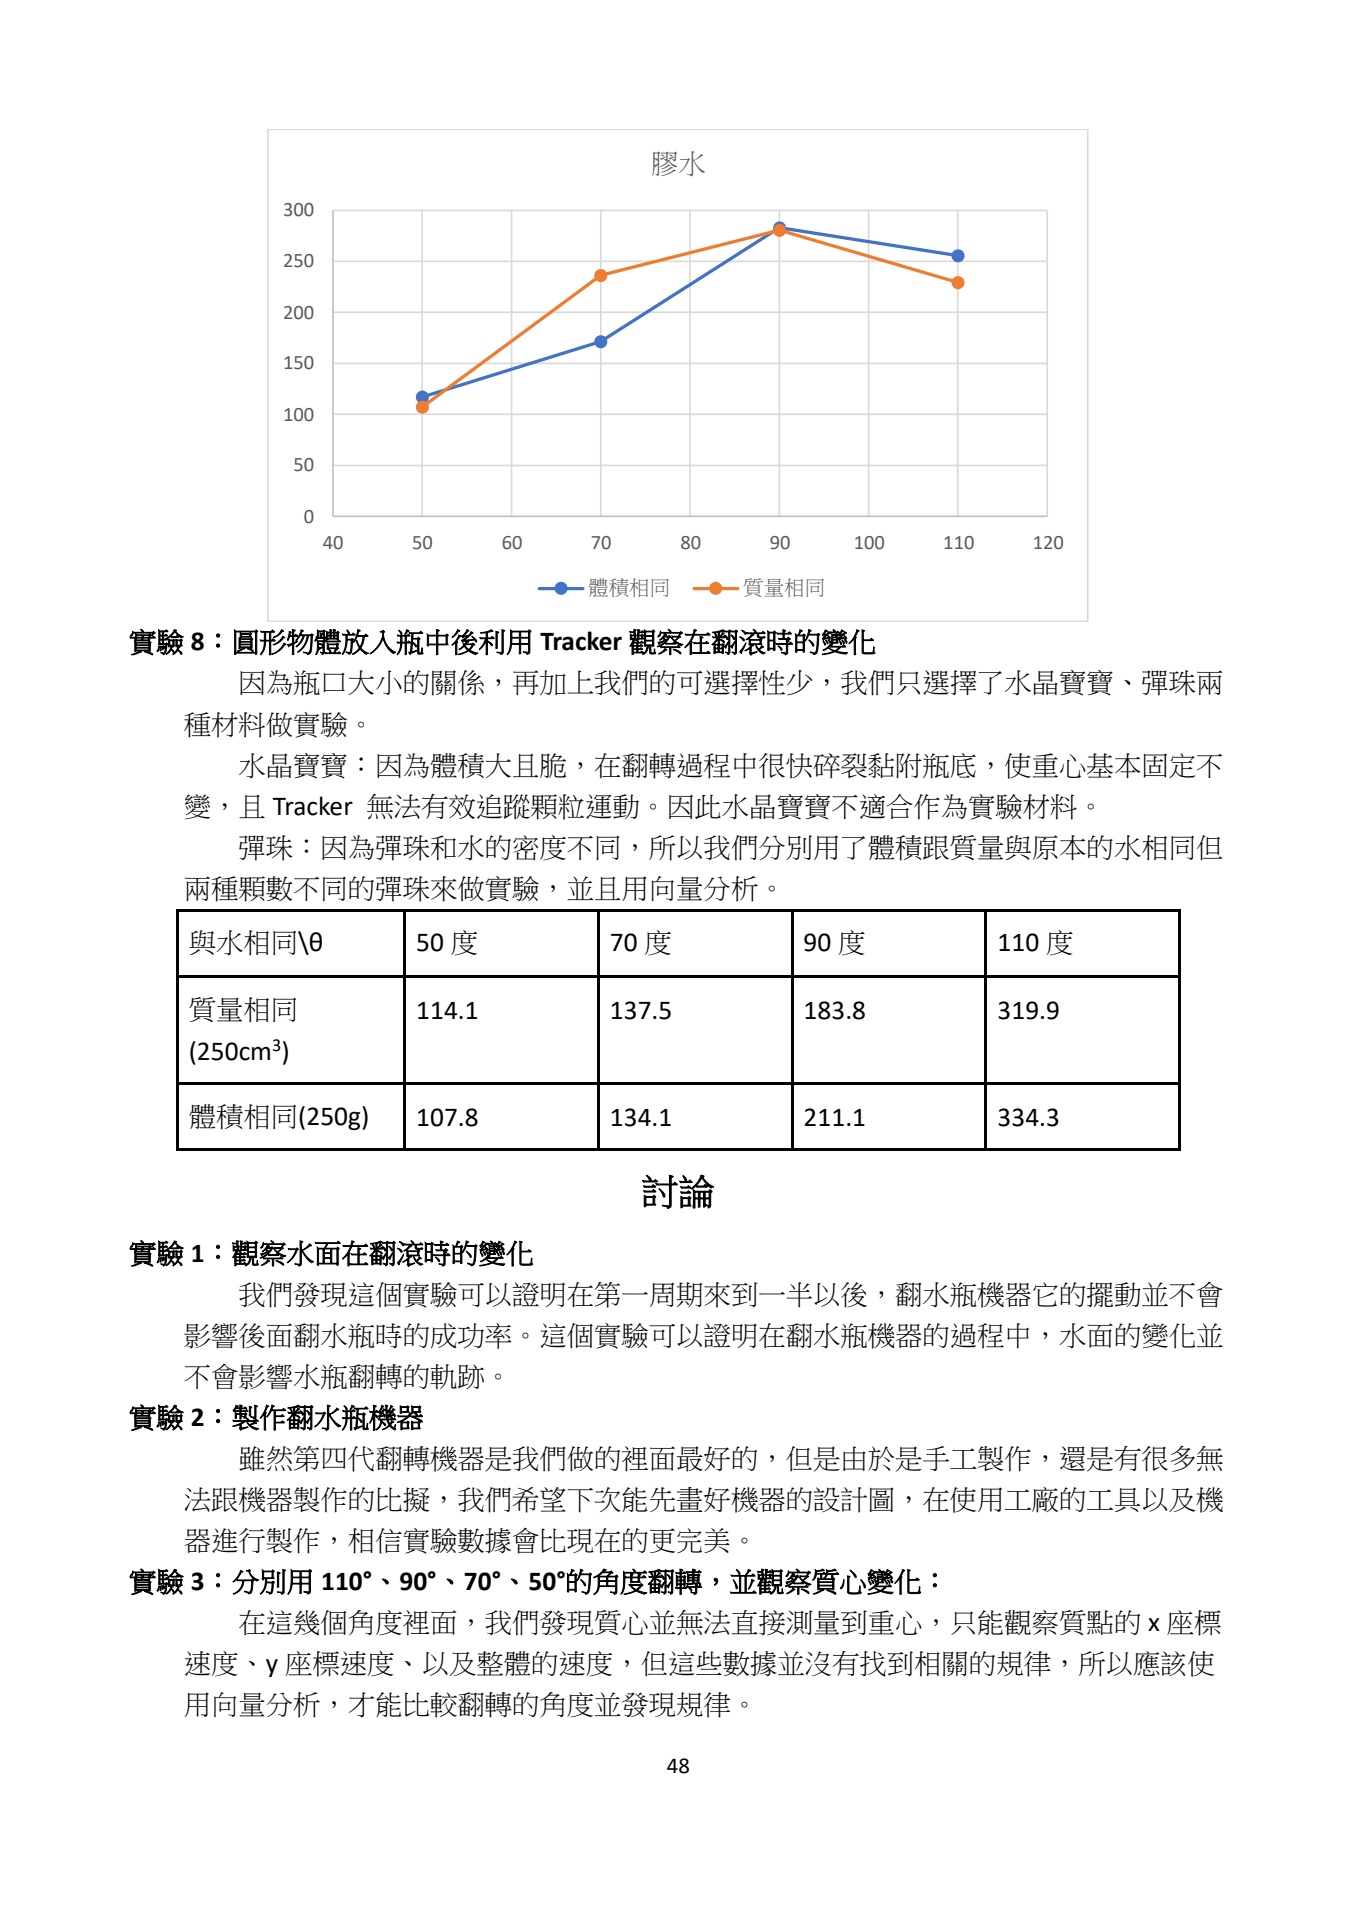 膠水
300
250
200
150
100
50
0
40 50 60 70 80 90 100 110 120
體積相同 質量相同
實驗 8：圓形物體放入瓶中後利用 Tracker 觀察在翻滾時的變化
因為瓶口大小的關係，再加上我們的可選擇性少，我們只選擇了水晶寶寶、彈珠兩
種材料做實驗。
水晶寶寶：因為體積大且脆，在翻轉過程中很快碎裂黏附瓶底，使重心基本固定不
變，且 Tracker 無法有效追蹤顆粒運動。因此水晶寶寶不適合作為實驗材料。
彈珠：因為彈珠和水的密度不同，所以我們分別用了體積跟質量與原本的水相同但
兩種顆數不同的彈珠來做實驗，並且用向量分析。
與水相同\θ 50 度 70 度 90 度 110 度
質量相同 114.1 137.5 183.8 319.9
(250cm³)
體積相同(250g) 107.8 134.1 211.1 334.3
討論
實驗 1：觀察水面在翻滾時的變化
我們發現這個實驗可以證明在第一周期來到一半以後，翻水瓶機器它的擺動並不會
影響後面翻水瓶時的成功率。這個實驗可以證明在翻水瓶機器的過程中，水面的變化並
不會影響水瓶翻轉的軌跡。
實驗 2：製作翻水瓶機器
雖然第四代翻轉機器是我們做的裡面最好的，但是由於是手工製作，還是有很多無
法跟機器製作的比擬，我們希望下次能先畫好機器的設計圖，在使用工廠的工具以及機
器進行製作，相信實驗數據會比現在的更完美。
實驗 3：分別用 110°、90°、70°、50°的角度翻轉，並觀察質心變化：
在這幾個角度裡面，我們發現質心並無法直接測量到重心，只能觀察質點的 x 座標
速度、y 座標速度、以及整體的速度，但這些數據並沒有找到相關的規律，所以應該使
用向量分析，才能比較翻轉的角度並發現規律。
48